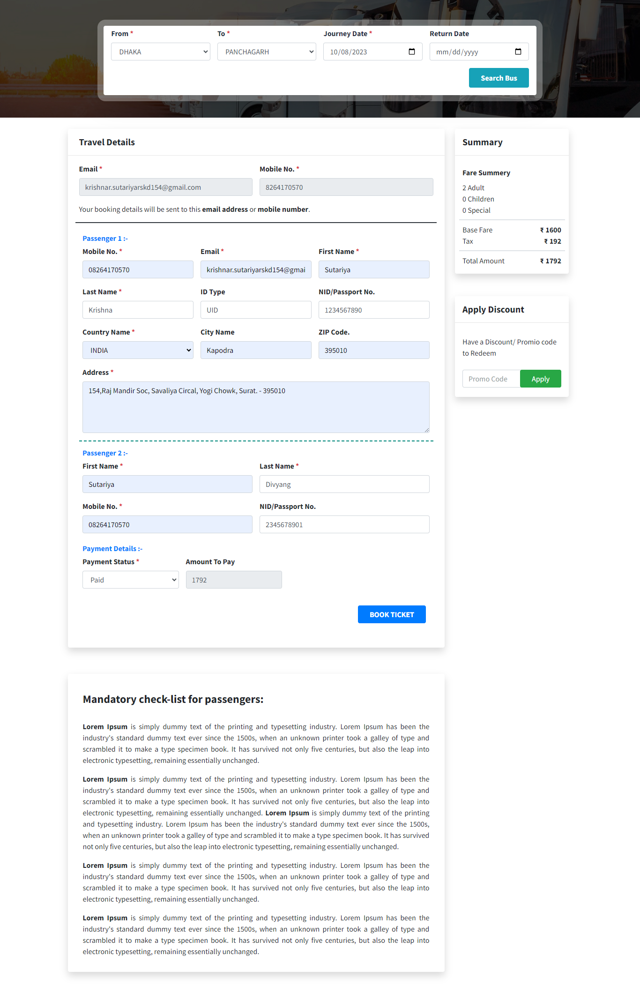 From *
To *
Journey Date *
Return Date
DHAKA
PANCHAGARH
10/08/2023
mm/dd/yyyy
Search Bus
Travel Details
Email *
Mobile No. *
krishnar.sutariyarskd154@gmail.com
8264170570
Your booking details will be sent to this email address or mobile number.
Passenger 1 :-
Mobile No. *
Email *
First Name *
08264170570
krishnar.sutariyarskd154@gmai
Sutariya
Last Name *
ID Type
NID/Passport No.
Krishna
UID
1234567890
Country Name *
City Name
ZIP Code.
INDIA
Kapodra
395010
Address *
154,Raj Mandir Soc, Savaliya Circal, Yogi Chowk, Surat. - 395010
Passenger 2 :-
First Name *
Last Name *
Sutariya
Divyang
Mobile No. *
NID/Passport No.
08264170570
2345678901
Payment Details :-
Payment Status *
Amount To Pay
Paid
1792
BOOK TICKET
Summary
Fare Summery
2 Adult
0 Children
0 Special
Base Fare ₹ 1600
Tax ₹ 192
Total Amount ₹ 1792
Apply Discount
Have a Discount/ Promio code
to Redeem
Promo Code
Apply
Mandatory check-list for passengers:
Lorem Ipsum is simply dummy text of the printing and typesetting industry. Lorem Ipsum has been the
industry's standard dummy text ever since the 1500s, when an unknown printer took a galley of type and
scrambled it to make a type specimen book. It has survived not only five centuries, but also the leap into
electronic typesetting, remaining essentially unchanged.
Lorem Ipsum is simply dummy text of the printing and typesetting industry. Lorem Ipsum has been the
industry's standard dummy text ever since the 1500s, when an unknown printer took a galley of type and
scrambled it to make a type specimen book. It has survived not only five centuries, but also the leap into
electronic typesetting, remaining essentially unchanged. Lorem Ipsum is simply dummy text of the printing
and typesetting industry. Lorem Ipsum has been the industry's standard dummy text ever since the 1500s,
when an unknown printer took a galley of type and scrambled it to make a type specimen book. It has survived
not only five centuries, but also the leap into electronic typesetting, remaining essentially unchanged.
Lorem Ipsum is simply dummy text of the printing and typesetting industry. Lorem Ipsum has been the
industry's standard dummy text ever since the 1500s, when an unknown printer took a galley of type and
scrambled it to make a type specimen book. It has survived not only five centuries, but also the leap into
electronic typesetting, remaining essentially unchanged.
Lorem Ipsum is simply dummy text of the printing and typesetting industry. Lorem Ipsum has been the
industry's standard dummy text ever since the 1500s, when an unknown printer took a galley of type and
scrambled it to make a type specimen book. It has survived not only five centuries, but also the leap into
electronic typesetting, remaining essentially unchanged.